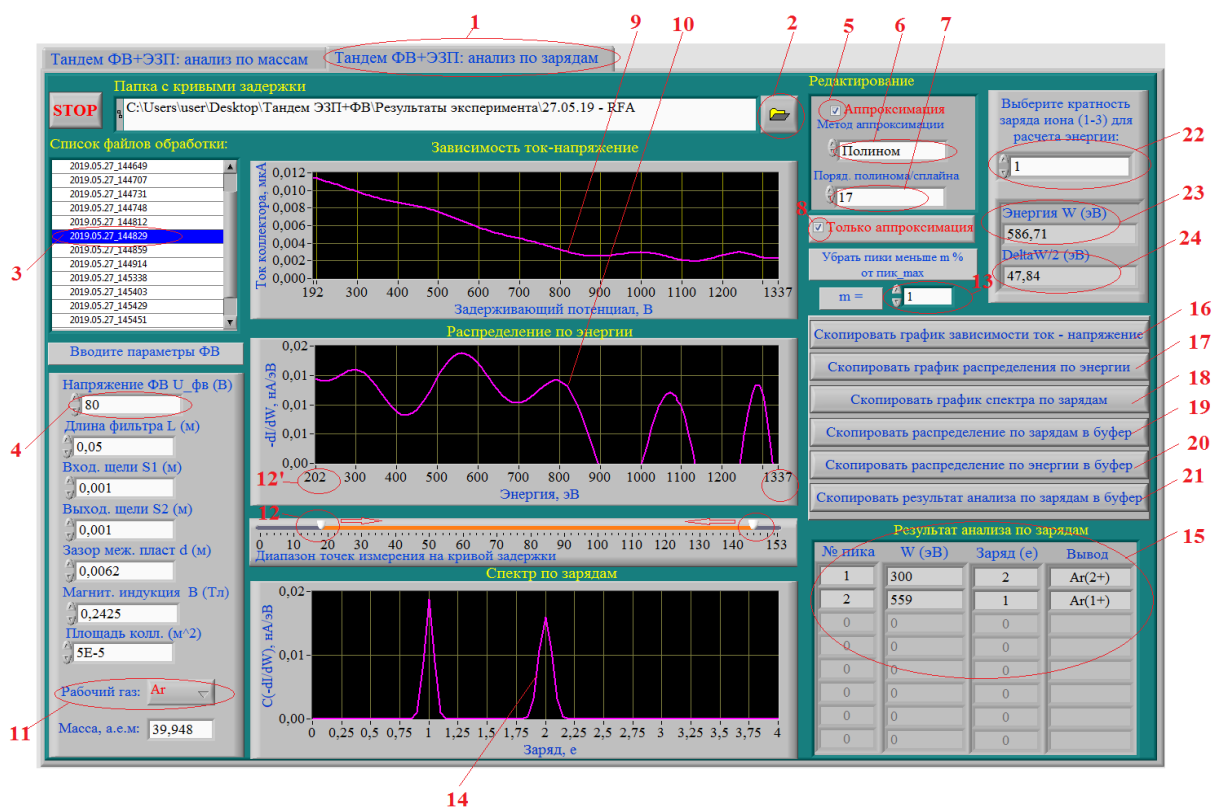 1
2
3
4
5
6
7
8
9
10
11
12
12'
13
14
15
16
17
18
19
20
21
22
23
24
Тандем ФВ+ЭЗП: анализ по массам
Тандем ФВ+ЭЗП: анализ по зарядам
Папка с кривыми задержки
STOP
C:\Users\user\Desktop\Тандем ЭЗП+ФВ\Результаты эксперимента\27.05.19 - RFA
Список файлов обработки:
2019.05.27_144649
2019.05.27_144707
2019.05.27_144731
2019.05.27_144748
2019.05.27_144812
2019.05.27_144829
2019.05.27_144859
2019.05.27_144914
2019.05.27_145338
2019.05.27_145403
2019.05.27_145429
2019.05.27_145451
Вводите параметры ФВ
Напряжение ФВ U_фв (В)
80
Длина фильтра L (м)
0,05
Вход. щели S1 (м)
0,001
Выход. щели S2 (м)
0,001
Зазор меж. пласт d (м)
0,0062
Магнит. индукция B (Тл)
0,2425
Площадь колл. (м^2)
5E-5
Рабочий газ: Ar
Масса, а.е.м: 39,948
Зависимость ток-напряжение
Ток коллектора, мкА
0,012
0,010
0,008
0,006
0,004
0,002
0,000
192 300 400 500 600 700 800 900 1000 1100 1200 1337
Задерживающий потенциал, В
Распределение по энергии
-dI/dW, нА/эВ
0,02
0,01
0,01
0,01
0,00
202 300 400 500 600 700 800 900 1000 1100 1200 1337
Энергия, эВ
0 10 20 30 40 50 60 70 80 90 100 110 120 130 140 153
Диапазон точек измерения на кривой задержки
Спектр по зарядам
C(-dI/dW), нА/эВ
0,02
0,01
0,00
0 0,25 0,5 0,75 1 1,25 1,5 1,75 2 2,25 2,5 2,75 3 3,25 3,5 3,75 4
Заряд, е
Редактирование
Аппроксимация
Метод аппроксимации
Полином
Поряд. полинома/сплайна
17
Только аппроксимация
Убрать пики меньше m %
от пик_max
m =
1
Выберите кратность
заряда иона (1-3) для
расчета энергии:
1
Энергия W (эВ)
586,71
DeltaW/2 (эВ)
47,84
Скопировать график зависимости ток - напряжение
Скопировать график распределения по энергии
Скопировать график спектра по зарядам
Скопировать распределение по зарядам в буфер
Скопировать распределение по энергии в буфер
Скопировать результат анализа по зарядам в буфер
Результат анализа по зарядам
№ пика W (эВ) Заряд (е) Вывод
1 300 2 Ar(2+)
2 559 1 Ar(1+)
0 0 0
0 0 0
0 0 0
0 0 0
0 0 0
0 0 0